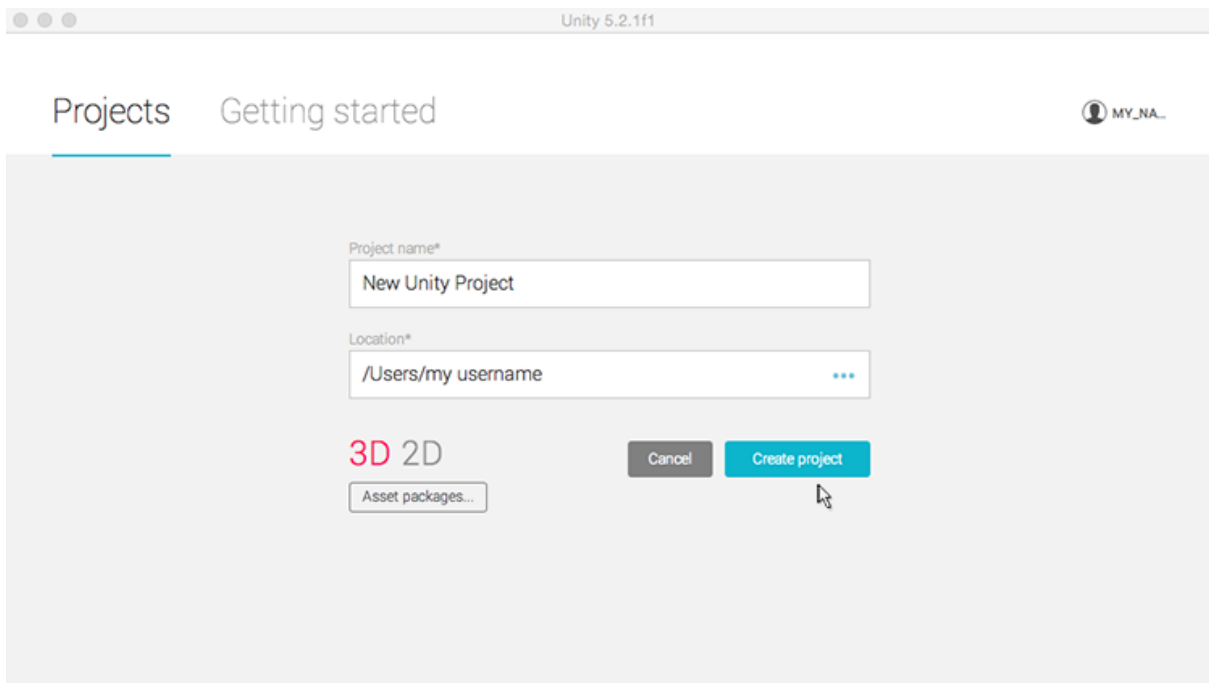 Unity 5.2.1f1
Projects Getting started MY_NA...
Project name*
New Unity Project
Location*
/Users/my username
3D 2D Cancel Create project
Asset packages...